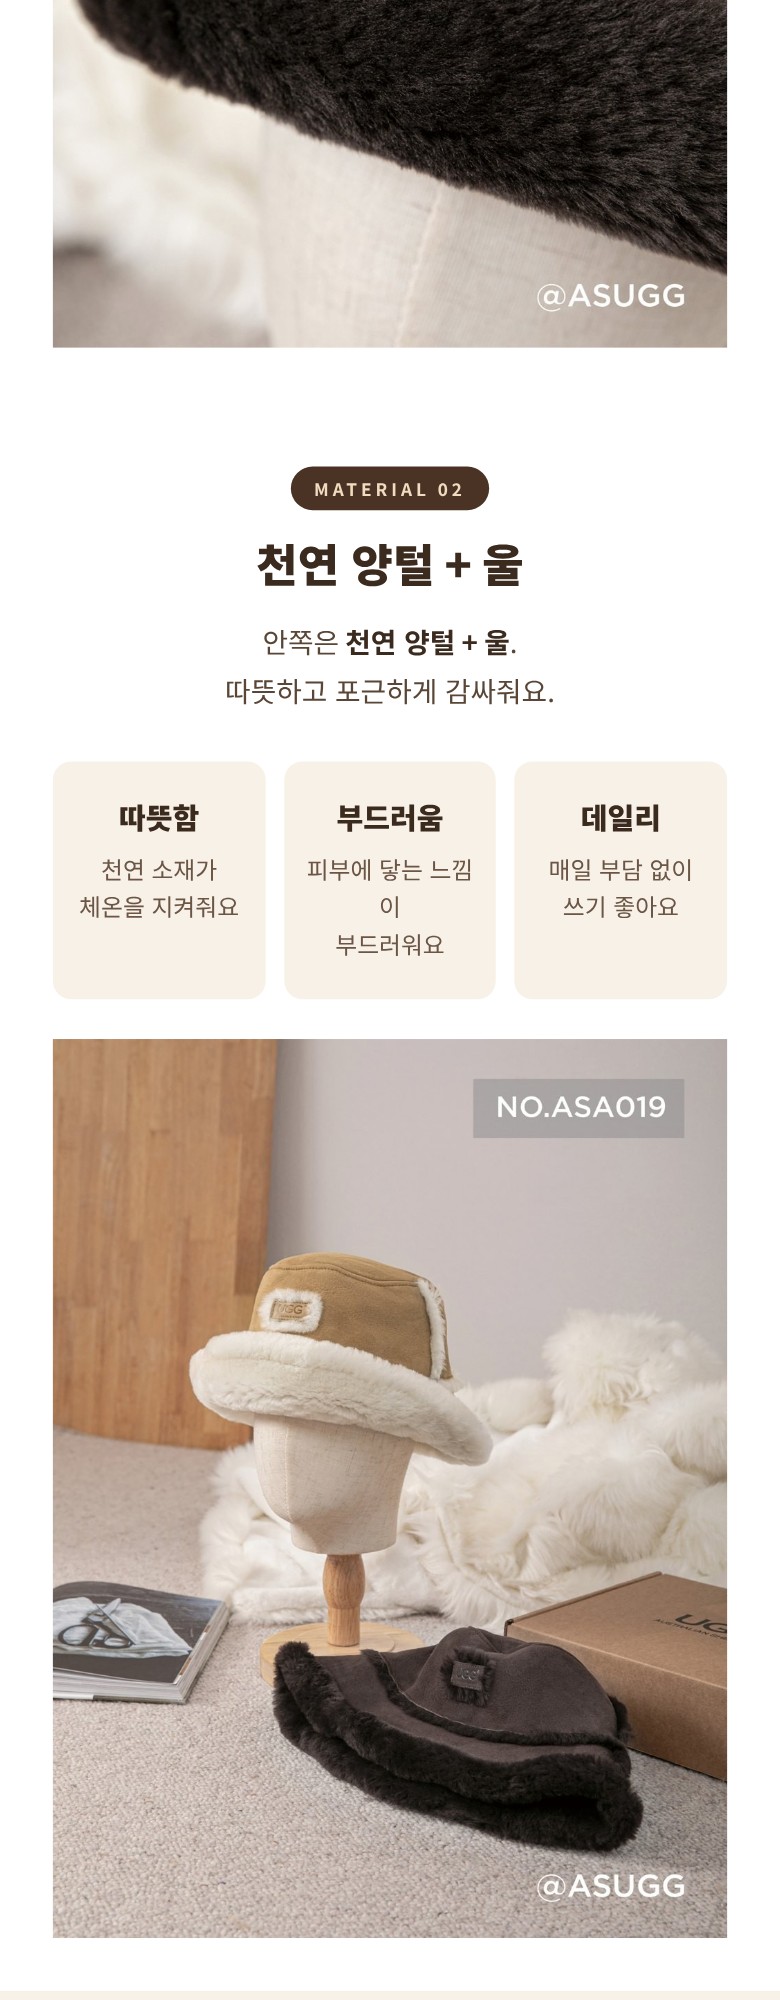 @ASUGG
MATERIAL 02
천연 양털 + 울
안쪽은 천연 양털 + 울.
따뜻하고 포근하게 감싸줘요.
따뜻함
천연 소재가
체온을 지켜줘요
부드러움
피부에 닿는 느낌
이
부드러워요
데일리
매일 부담 없이
쓰기 좋아요
NO.ASA019
UG
@ASUGG